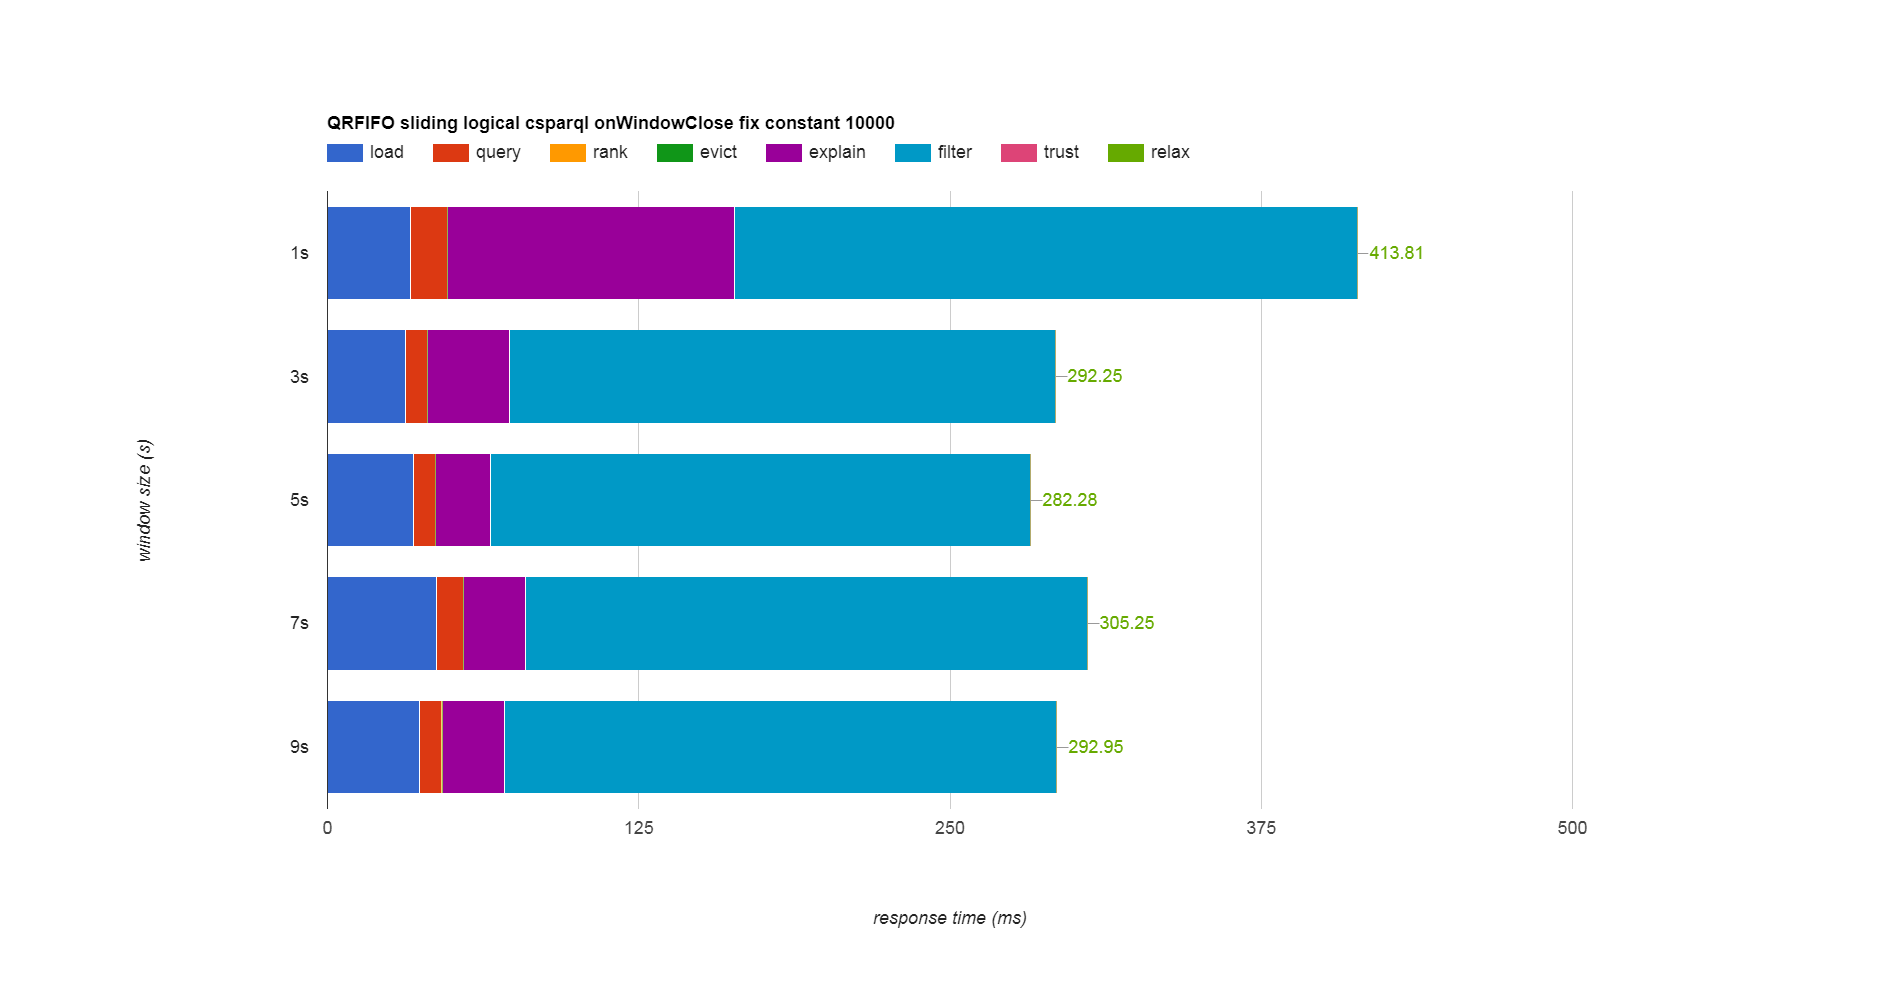 QRFIFO sliding logical csparql onWindowClose fix constant 10000
load query rank evict explain filter trust relax
1s 413.81
3s 292.25
window size (s)
5s 282.28
7s 305.25
9s 292.95
0 125 250 375 500
response time (ms)